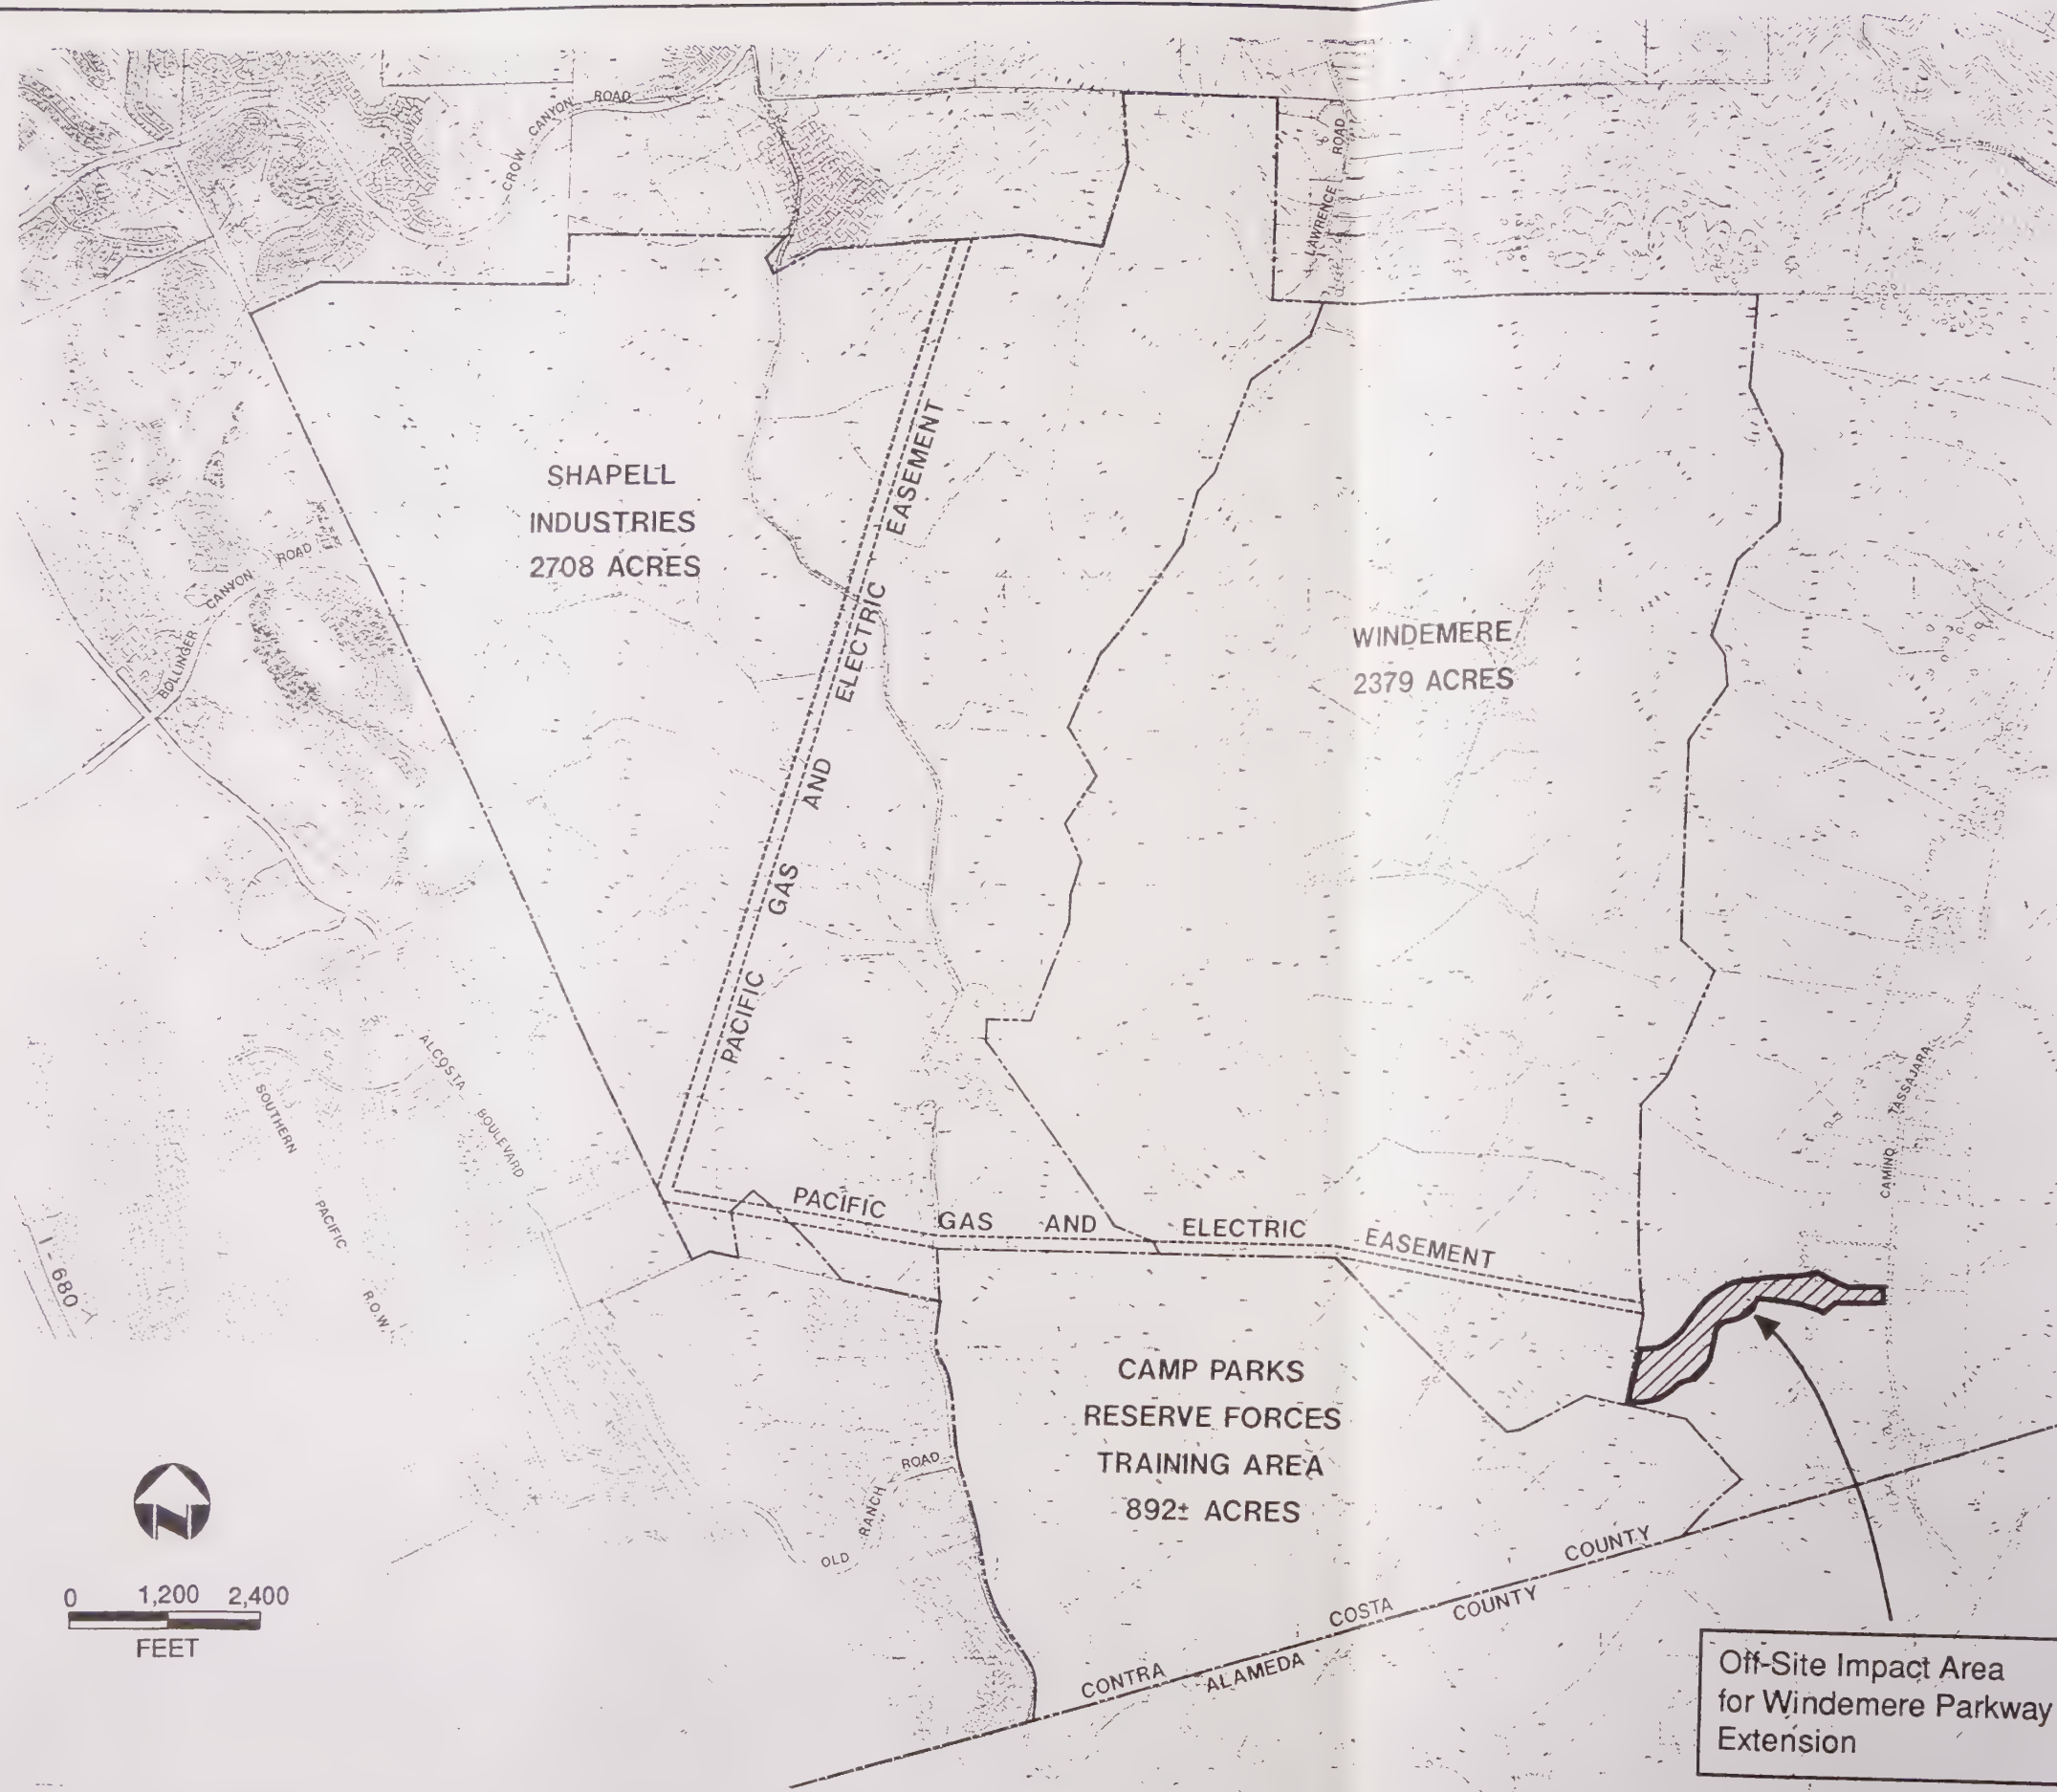 CROW CANYON ROAD
LAWRENCE ROAD
SHAPELL
INDUSTRIES
2708 ACRES
PACIFIC GAS AND ELECTRIC EASEMENT
WINDEMERE
2379 ACRES
BOLLINGER CANYON ROAD
ALCOSTA BOULEVARD
SOUTHERN PACIFIC R.O.W.
I-680
CAMINO TASSAJARA
PACIFIC GAS AND ELECTRIC EASEMENT
CAMP PARKS
RESERVE FORCES
TRAINING AREA
892± ACRES
OLD RANCH ROAD
CONTRA COSTA COUNTY
ALAMEDA COUNTY
N
0 1,200 2,400
FEET
Off-Site Impact Area
for Windemere Parkway
Extension